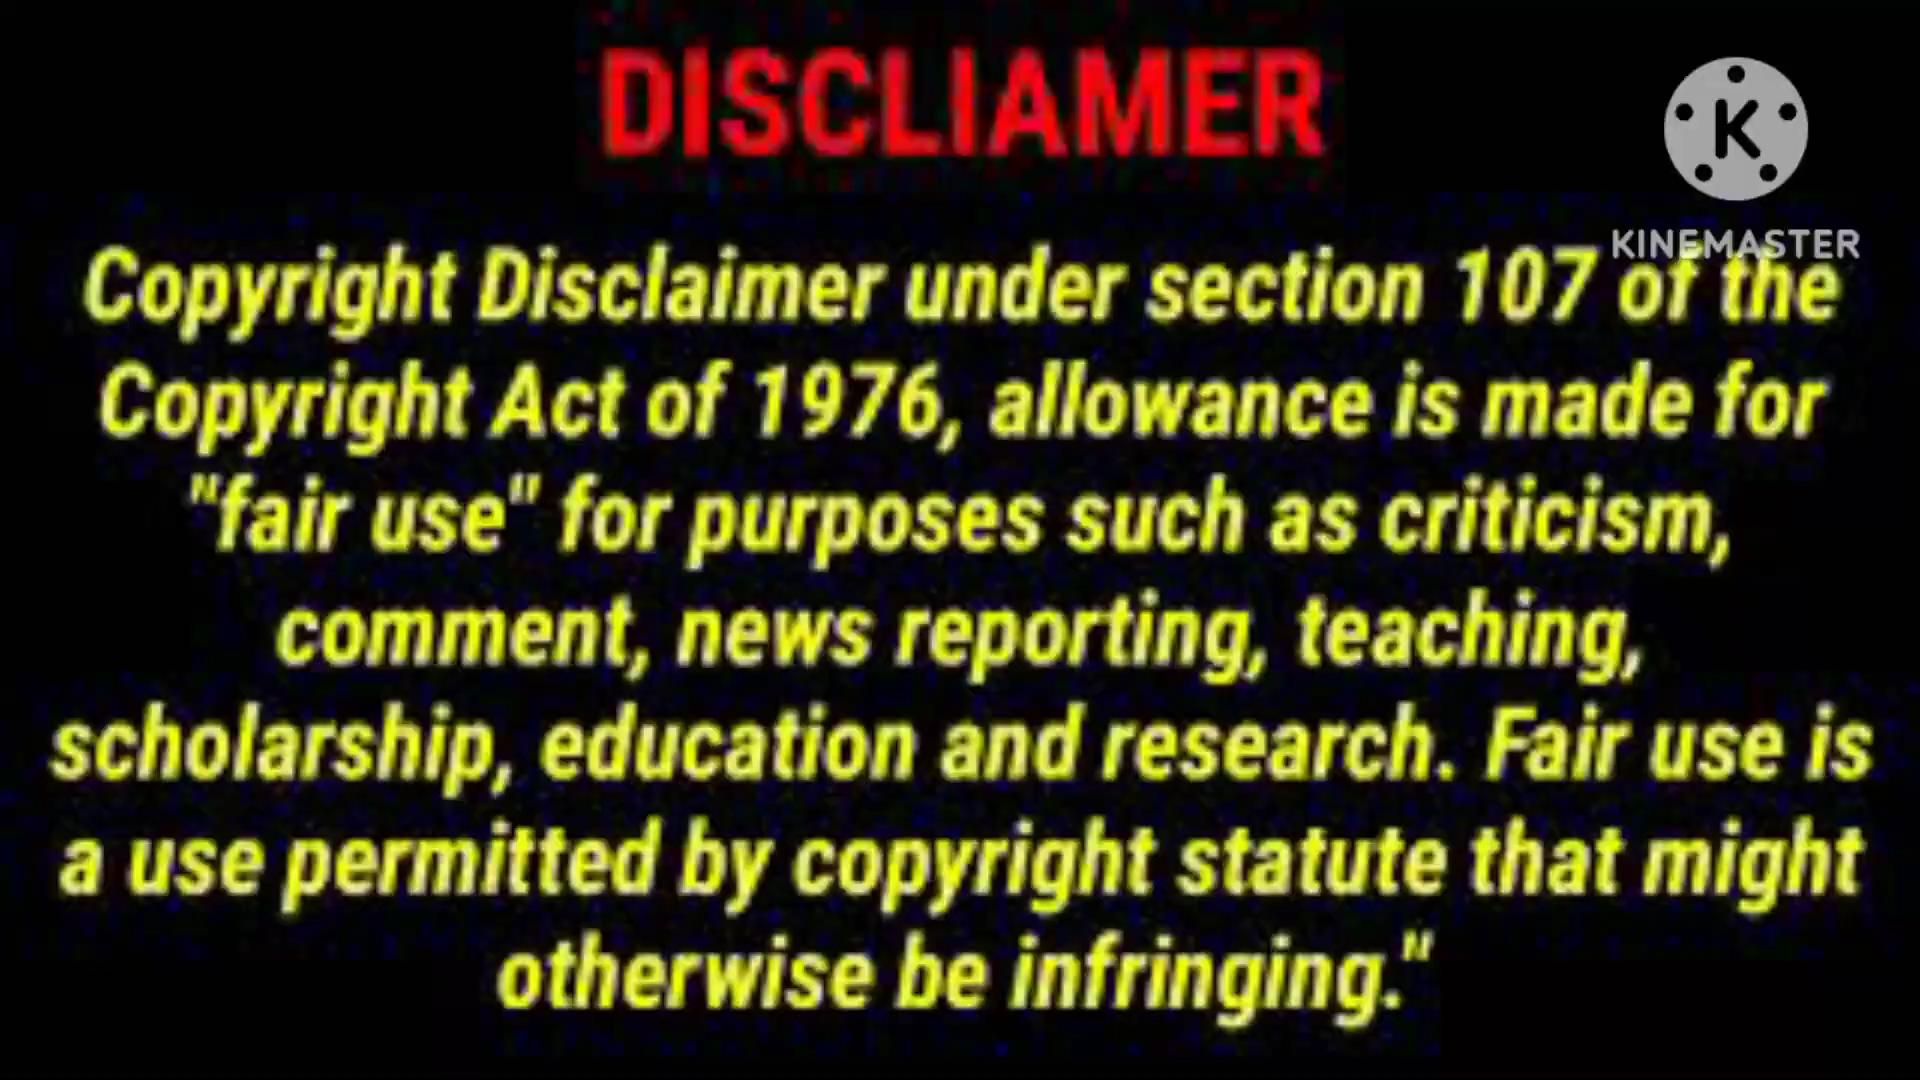 DISCLIAMER
K
KINEMASTER
Copyright Disclaimer under section 107 of the
Copyright Act of 1976, allowance is made for
"fair use" for purposes such as criticism,
comment, news reporting, teaching,
scholarship, education and research. Fair use is
a use permitted by copyright statute that might
otherwise be infringing."